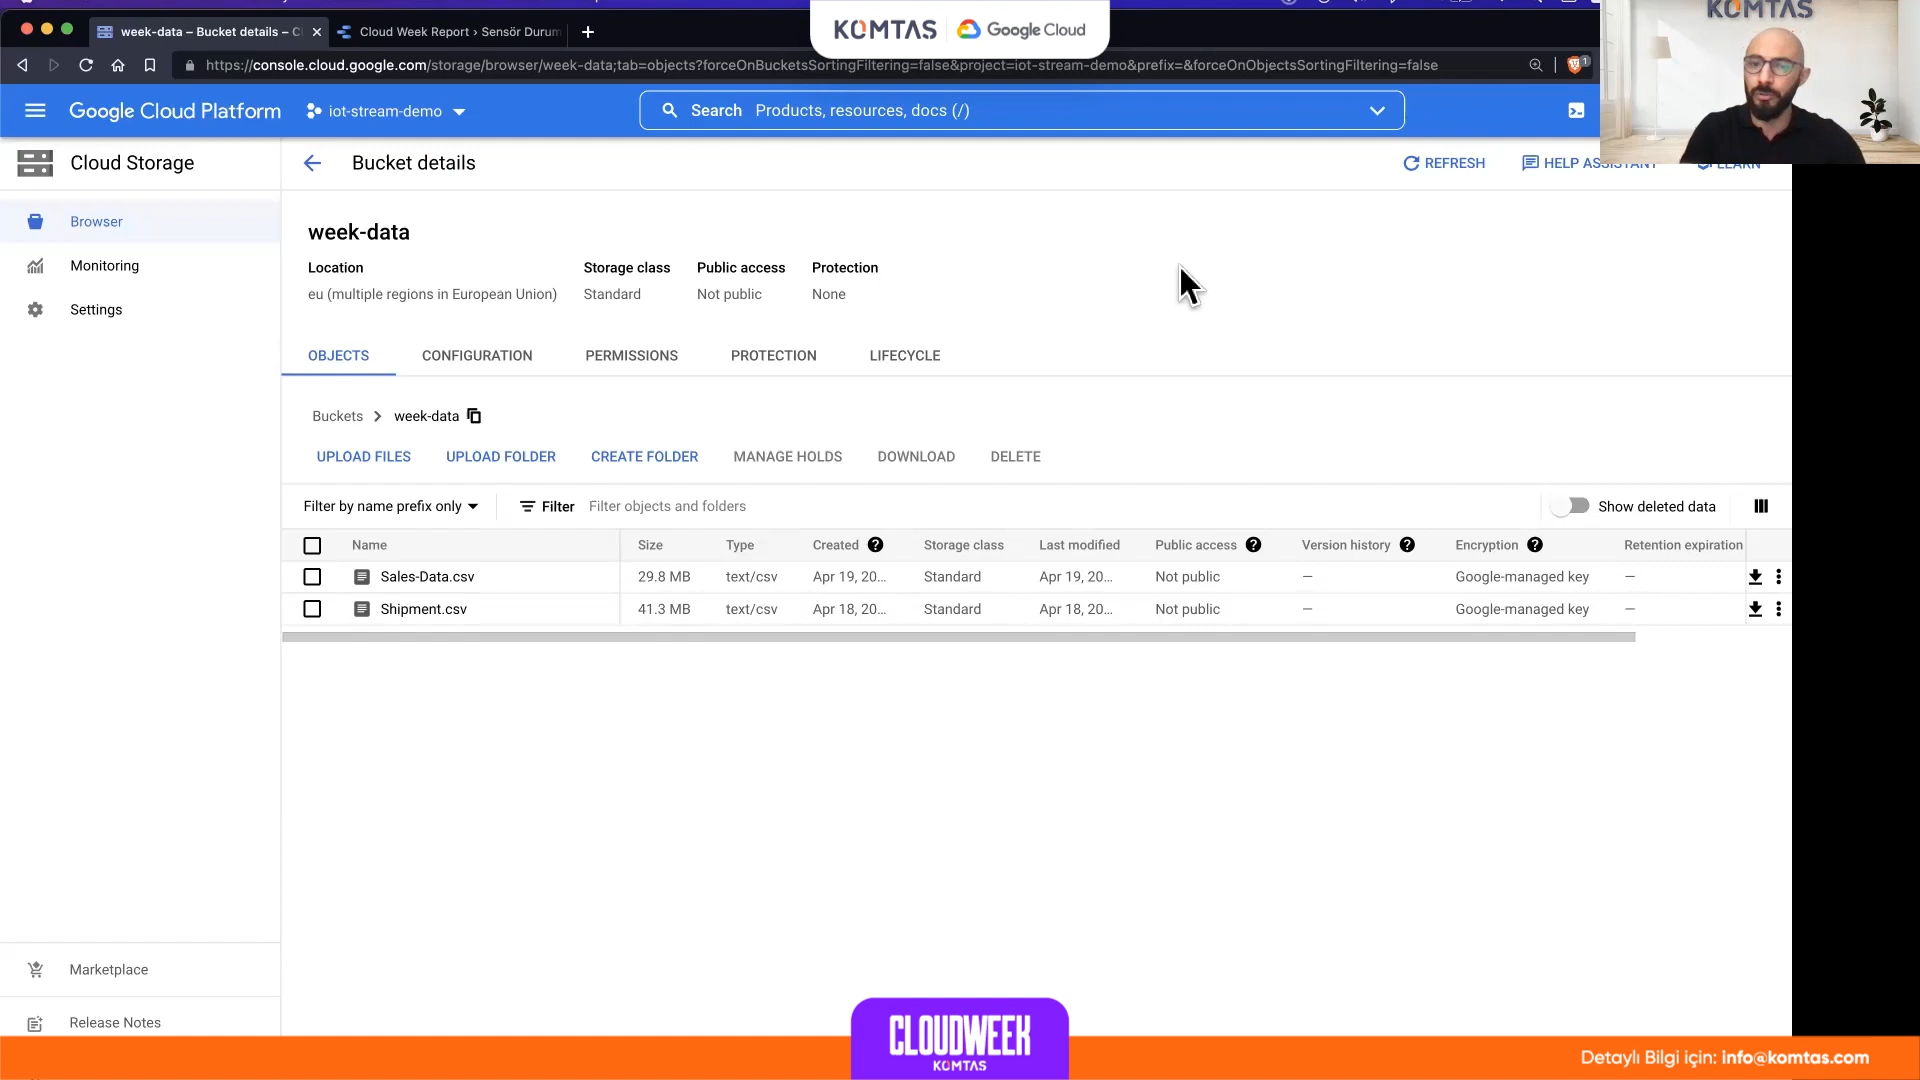 week-data – Bucket details – C
Cloud Week Report › Sensör Durum
KOMTAS
Google Cloud
KOMTAS
https://console.cloud.google.com/storage/browser/week-data;tab=objects?forceOnBucketsSortingFiltering=false&project=iot-stream-demo&prefix=&forceOnObjectsSortingFiltering=false
1
Google Cloud Platform
iot-stream-demo
Search Products, resources, docs (/)
Cloud Storage
Bucket details
REFRESH
HELP ASSISTANT
LEARN
Browser
Monitoring
Settings
week-data
Location Storage class Public access Protection
eu (multiple regions in European Union) Standard Not public None
OBJECTS CONFIGURATION PERMISSIONS PROTECTION LIFECYCLE
Buckets > week-data
UPLOAD FILES UPLOAD FOLDER CREATE FOLDER MANAGE HOLDS DOWNLOAD DELETE
Filter by name prefix only Filter Filter objects and folders Show deleted data
Name Size Type Created Storage class Last modified Public access Version history Encryption Retention expiration
Sales-Data.csv 29.8 MB text/csv Apr 19, 20... Standard Apr 19, 20... Not public — Google-managed key —
Shipment.csv 41.3 MB text/csv Apr 18, 20... Standard Apr 18, 20... Not public — Google-managed key —
Marketplace
Release Notes
CLOUDWEEK
KOMTAS
Detaylı Bilgi için: info@komtas.com